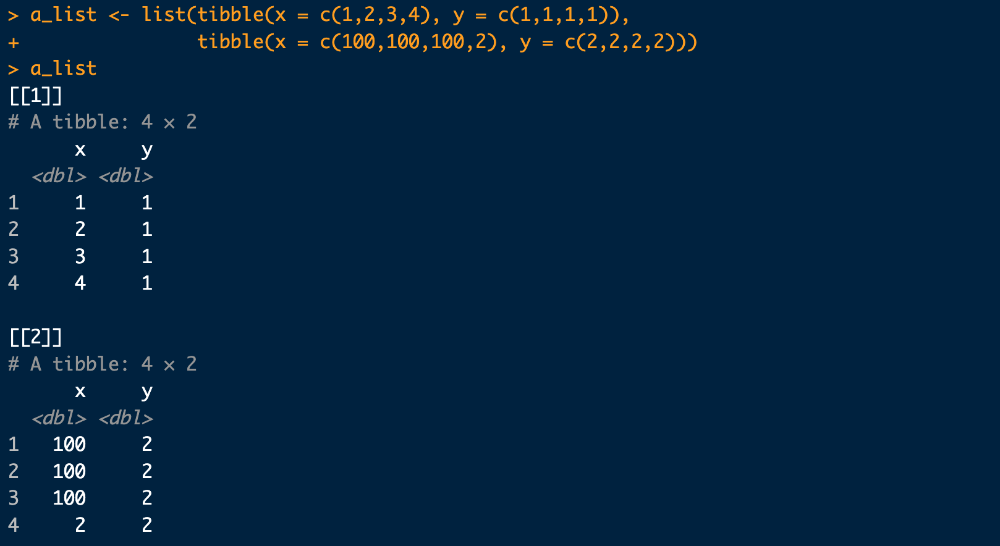 > a_list <- list(tibble(x = c(1,2,3,4), y = c(1,1,1,1)),
+                tibble(x = c(100,100,100,2), y = c(2,2,2,2)))
> a_list
[[1]]
# A tibble: 4 × 2
      x     y
  <dbl> <dbl>
1     1     1
2     2     1
3     3     1
4     4     1

[[2]]
# A tibble: 4 × 2
      x     y
  <dbl> <dbl>
1   100     2
2   100     2
3   100     2
4     2     2